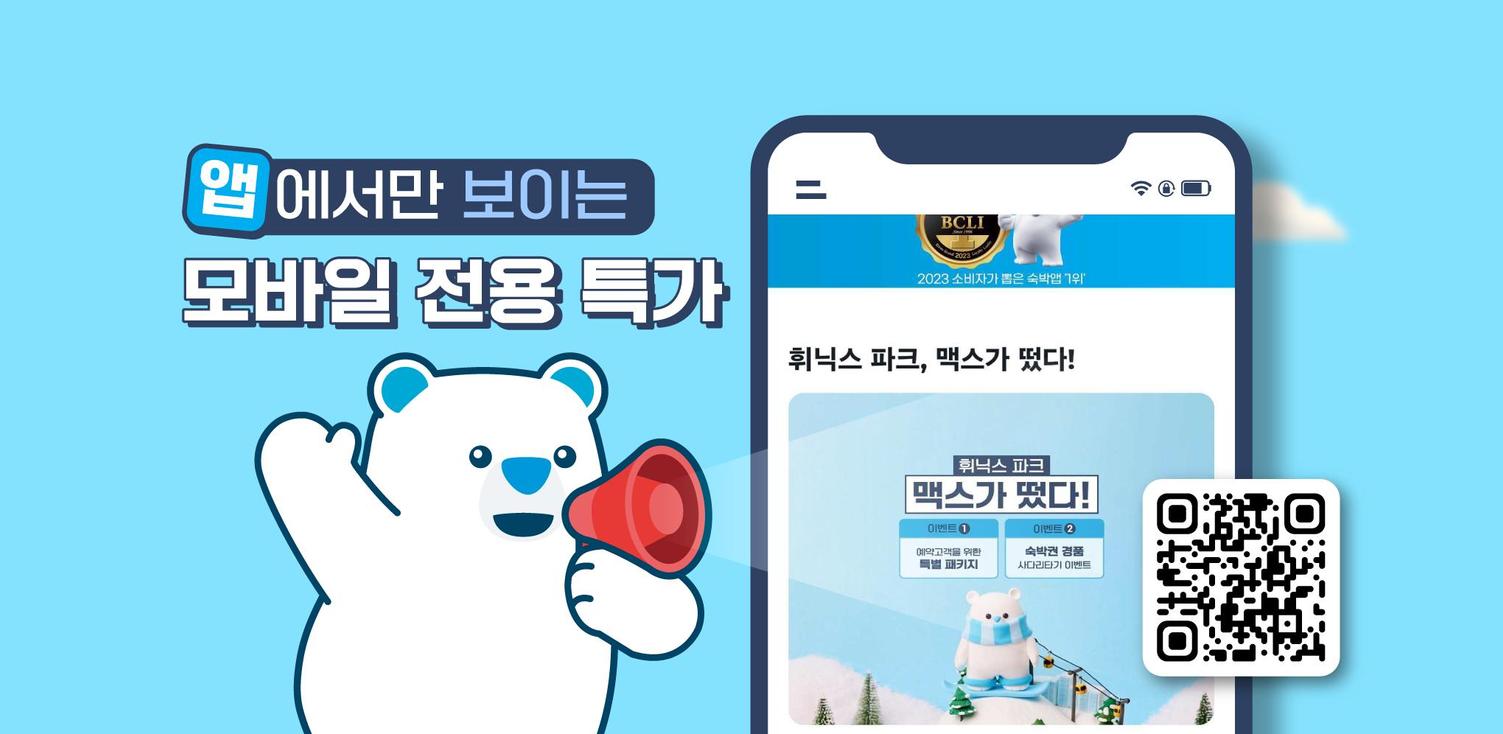 앱에서만 보이는
모바일 전용 특가
BCLI
Since 1996
2023 소비자가 뽑은 숙박앱 '1위'
휘닉스 파크, 맥스가 떴다!
휘닉스 파크
맥스가 떴다!
이벤트 1
예약고객을 위한
특별 패키지
이벤트 2
숙박권 경품
사다리타기 이벤트